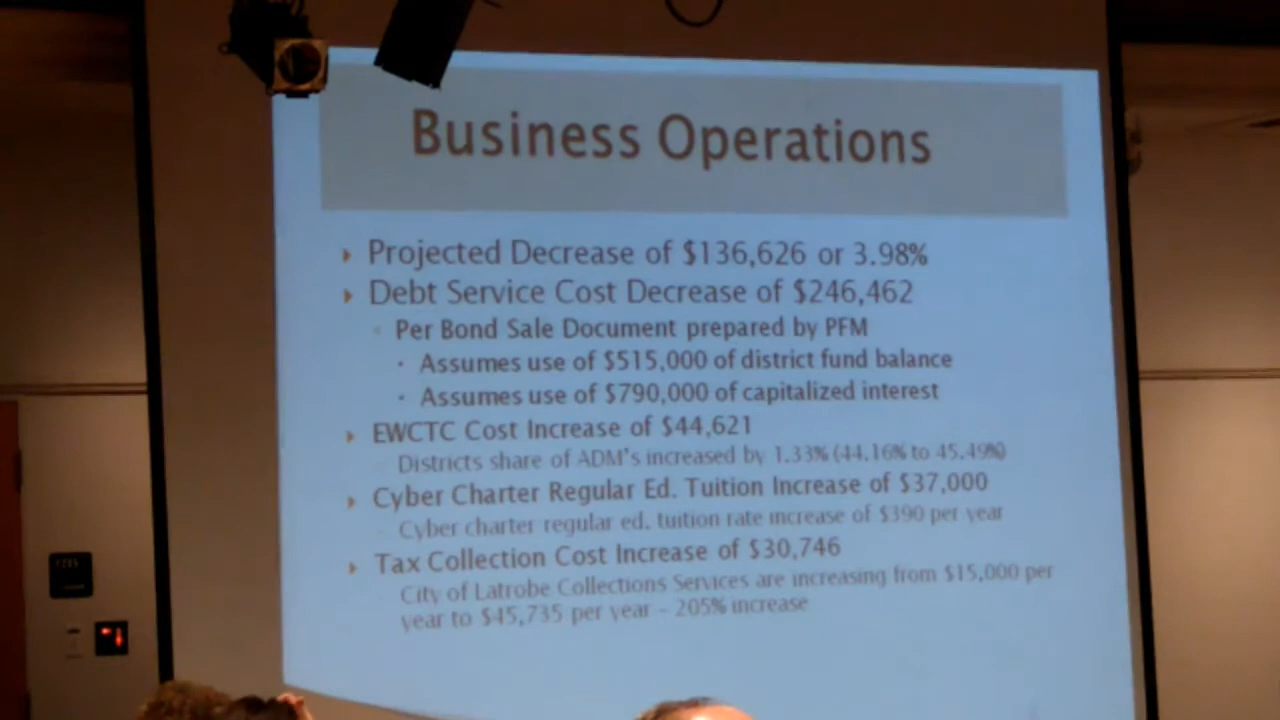 Business Operations
Projected Decrease of $136,626 or 3.98%
Debt Service Cost Decrease of $246,462
Per Bond Sale Document prepared by PFM
Assumes use of $515,000 of district fund balance
Assumes use of $790,000 of capitalized interest
EWCTC Cost Increase of $44,621
Districts share of ADM's increased by 1.33% (44.16% to 45.49%)
Cyber Charter Regular Ed. Tuition Increase of $37,000
Cyber charter regular ed. tuition rate increase of $390 per year
Tax Collection Cost Increase of $30,746
City of Latrobe Collections Services are increasing from $15,000 per
year to $45,735 per year – 205% increase